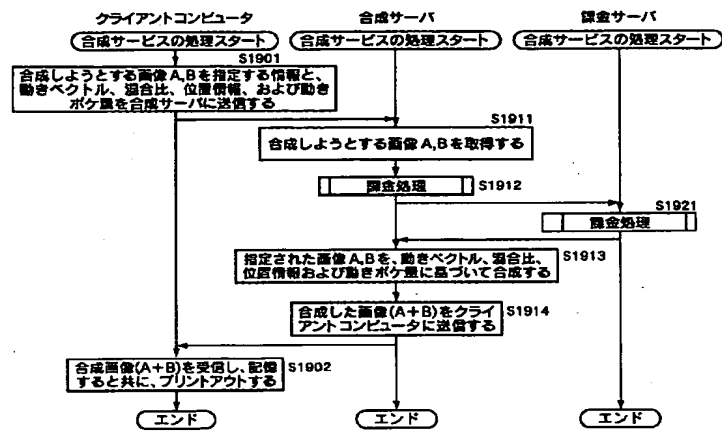 クライアントコンピュータ
合成サーバ
課金サーバ
合成サービスの処理スタート
合成サービスの処理スタート
合成サービスの処理スタート
S1901
合成しようとする画像A,Bを指定する情報と、
動きベクトル、混合比、位置情報、および動き
ボケ量を合成サーバに送信する
S1911
合成しようとする画像A,Bを取得する
課金処理
S1912
S1921
課金処理
指定された画像A,Bを、動きベクトル、混合比、
位置情報および動きボケ量に基づいて合成する
S1913
合成した画像(A+B)をクライ
アントコンピュータに送信する
S1914
合成画像(A+B)を受信し、記憶
すると共に、プリントアウトする
S1902
エンド
エンド
エンド